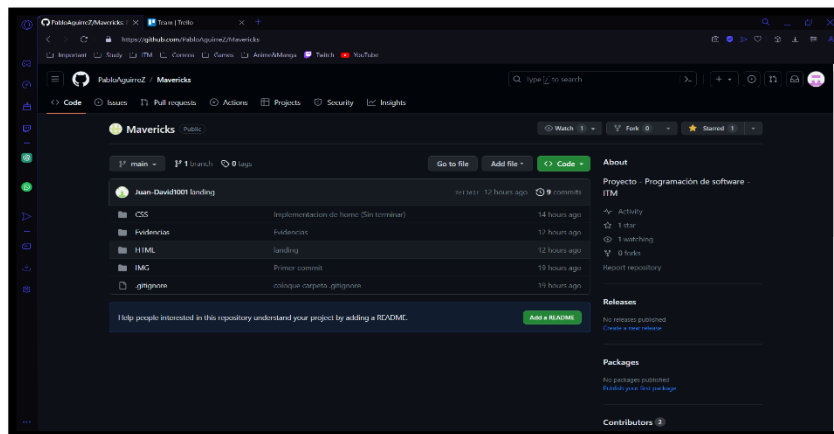 PabloAguirreZ/Mavericks: P
Team | Trello
https://github.com/PabloAguirreZ/Mavericks
Important Study ITM Correos Games Anime&Manga Twitch YouTube
PabloAguirreZ / Mavericks
Type / to search
Code Issues Pull requests Actions Projects Security Insights
Mavericks Public
Watch 1 Fork 0 Starred 1
main 1 branch 0 tags
Go to file Add file Code
Juan-David1001 landing
12 hours ago 9 commits
CSS Implementacion de home (Sin terminar) 14 hours ago
Evidencias Evidencias 12 hours ago
HTML landing 12 hours ago
IMG Primer commit 19 hours ago
.gitignore coloque carpeta .gitignore 19 hours ago
Help people interested in this repository understand your project by adding a README.
Add a README
About
Proyecto - Programación de software -
ITM
Activity
1 star
1 watching
0 forks
Report repository
Releases
No releases published
Create a new release
Packages
No packages published
Publish your first package
Contributors 2